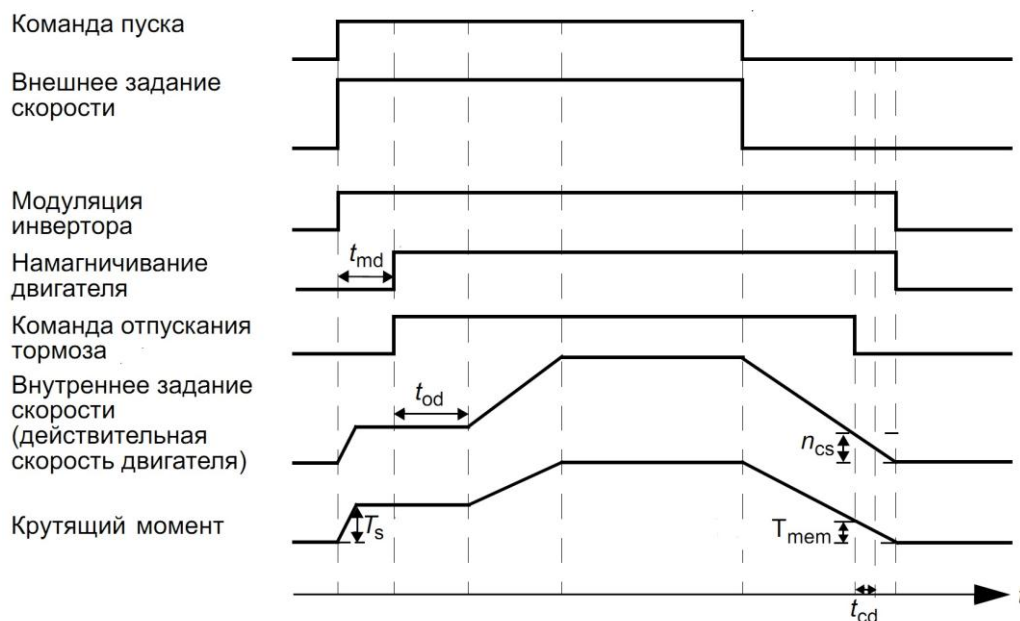 Команда пуска
Внешнее задание
скорости
Модуляция
инвертора
Намагничивание
двигателя
t md
Команда отпускания
тормоза
Внутреннее задание
скорости
(действительная
скорость двигателя)
t od
n cs
Крутящий момент
T s
T mem
t cd
t